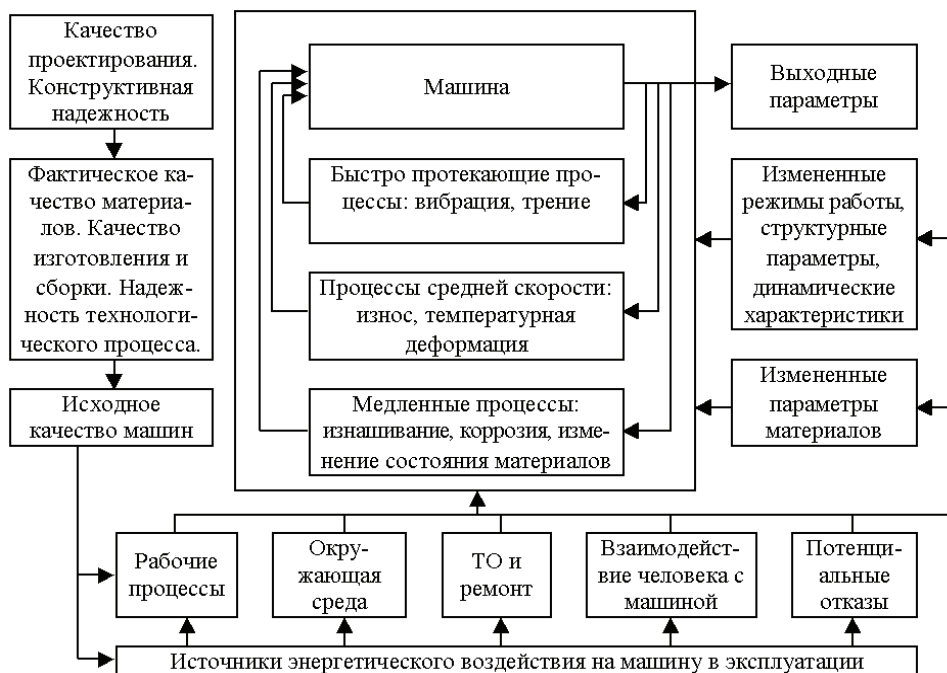 Качество
проектирования.
Конструктивная
надежность
Фактическое ка-
чество материа-
лов. Качество
изготовления и
сборки. Надеж-
ность технологи-
ческого процесса.
Исходное
качество машин
Машина
Быстро протекающие про-
цессы: вибрация, трение
Процессы средней скорости:
износ, температурная
деформация
Медленные процессы:
изнашивание, коррозия, изме-
нение состояния материалов
Выходные
параметры
Измененные
режимы работы,
структурные
параметры,
динамические
характеристики
Измененные
параметры
материалов
Рабочие
процессы
Окру-
жающая
среда
ТО и
ремонт
Взаимодейст-
вие человека с
машиной
Потенци-
альные
отказы
Источники энергетического воздействия на машину в эксплуатации